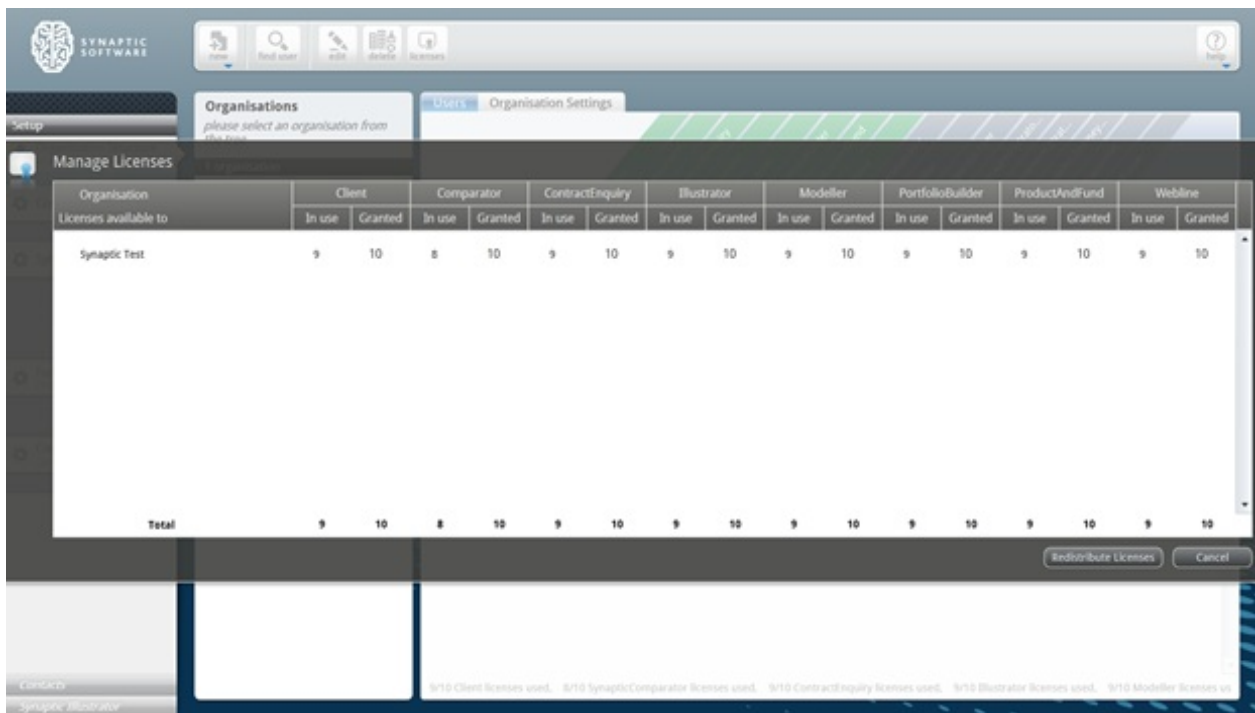 SYNAPTIC
SOFTWARE
new
find user
edit
delete
licenses
help
Setup
Organisations
please select an organisation from
the tree
Users
Organisation Settings
Manage Licenses
Organisation Client Comparator ContractEnquiry Illustrator Modeller PortfolioBuilder ProductAndFund Webline
Licenses available to In use Granted In use Granted In use Granted In use Granted In use Granted In use Granted In use Granted In use Granted
Synaptic Test 9 10 8 10 9 10 9 10 9 10 9 10 9 10 9 10
Total 9 10 8 10 9 10 9 10 9 10 9 10 9 10 9 10
Redistribute Licenses Cancel
9/10 Client licenses used, 8/10 SynapticComparator licenses used, 9/10 ContractEnquiry licenses used, 9/10 Illustrator licenses used, 9/10 Modeller licenses us
Contacts
Synaptic Illustrator